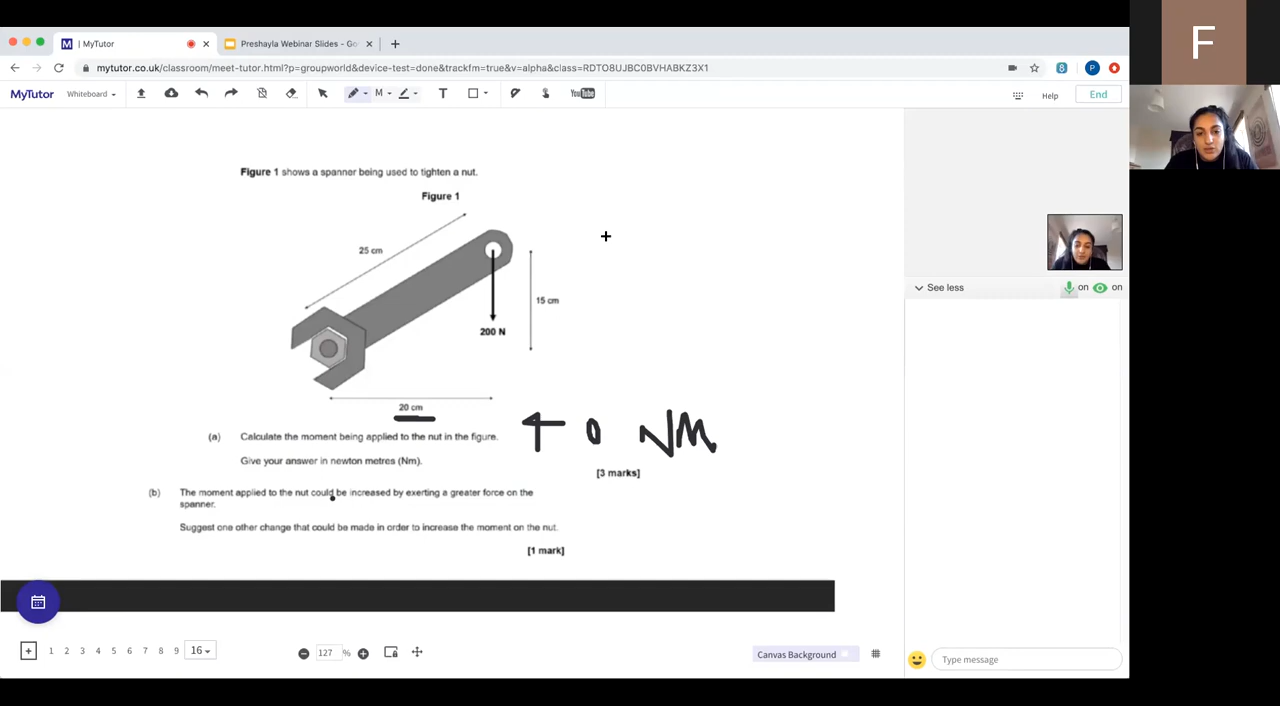 MyTutor
Preshayla Webinar Slides - Go
mytutor.co.uk/classroom/meet-tutor.html?p=groupworld&device-test=done&trackfm=true&v=alpha&class=RDTO8UJBC0BVHABKZ3X1
8
P
F
MyTutor
Whiteboard
M
T
YouTube
Help
End
Figure 1 shows a spanner being used to tighten a nut.
Figure 1
25 cm
15 cm
200 N
20 cm
See less
on
on
40 NM
(a) Calculate the moment being applied to the nut in the figure.
Give your answer in newton metres (Nm).
[3 marks]
(b) The moment applied to the nut could be increased by exerting a greater force on the
spanner.
Suggest one other change that could be made in order to increase the moment on the nut.
[1 mark]
1 2 3 4 5 6 7 8 9 16
127 %
Canvas Background
Type message